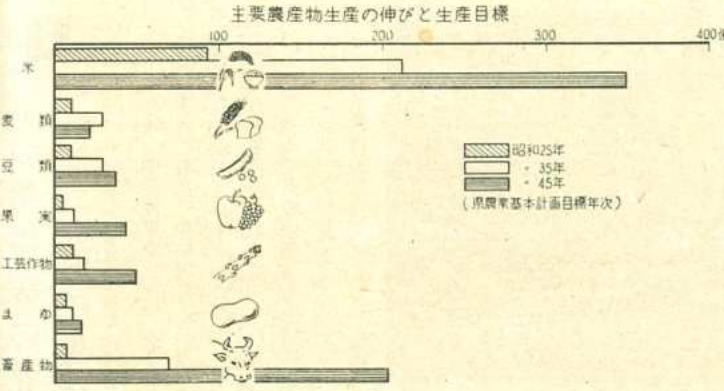 主要農産物生産の伸びと生産目標
100 200 300 400億
米
麦類
豆類
果実
工芸作物
まゆ
畜産物
昭和25年
〃 35年
〃 45年
(県農業基本計画目標年次)